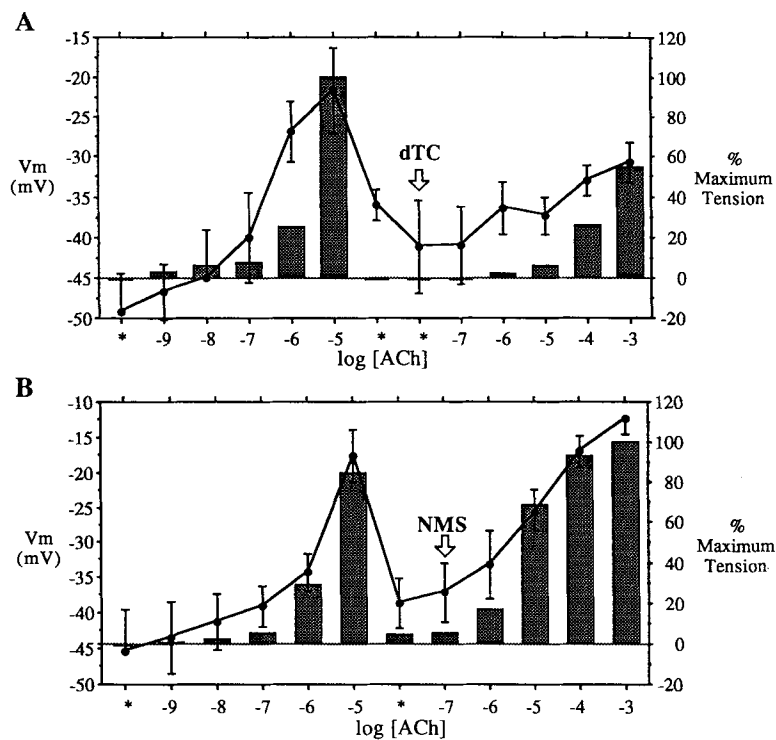 A
-15
-20
-25
-30
-35
-40
-45
-50
Vm
(mV)
120
100
80
60
40
20
0
-20
%
Maximum
Tension
dTC
* -9 -8 -7 -6 -5 * * -7 -6 -5 -4 -3
log [ACh]
B
-10
-15
-20
-25
-30
-35
-40
-45
-50
Vm
(mV)
120
100
80
60
40
20
0
20
%
Maximum
Tension
NMS
* -9 -8 -7 -6 -5 * -7 -6 -5 -4 -3
log [ACh]